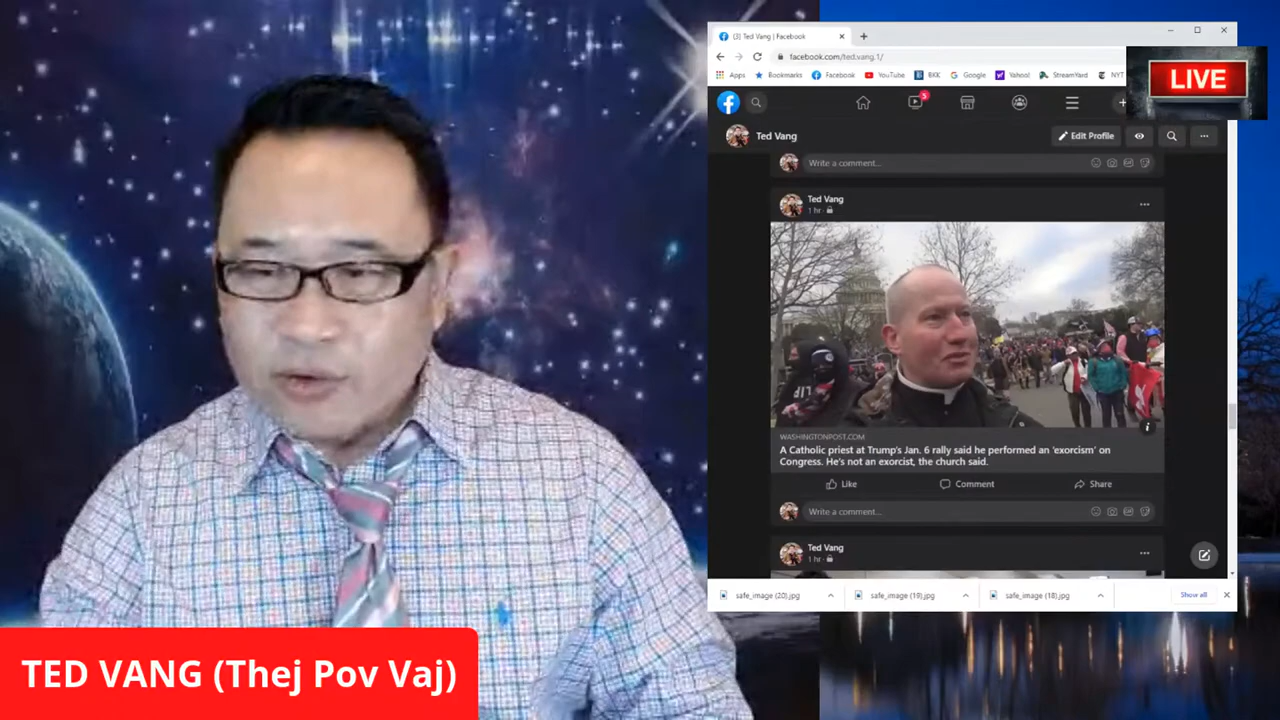 (3) Ted Vang | Facebook
facebook.com/ted.vang.1/
Apps
Bookmarks
Facebook
YouTube
BKK
Google
Yahoo!
StreamYard
NYT
LIVE
5
Ted Vang
Edit Profile
Write a comment...
Ted Vang
1 hr
WASHINGTONPOST.COM
A Catholic priest at Trump's Jan. 6 rally said he performed an 'exorcism' on
Congress. He's not an exorcist, the church said.
Like
Comment
Share
Write a comment...
Ted Vang
1 hr
safe_image (20).jpg
safe_image (19).jpg
safe_image (18).jpg
Show all
TED VANG (Thej Pov Vaj)